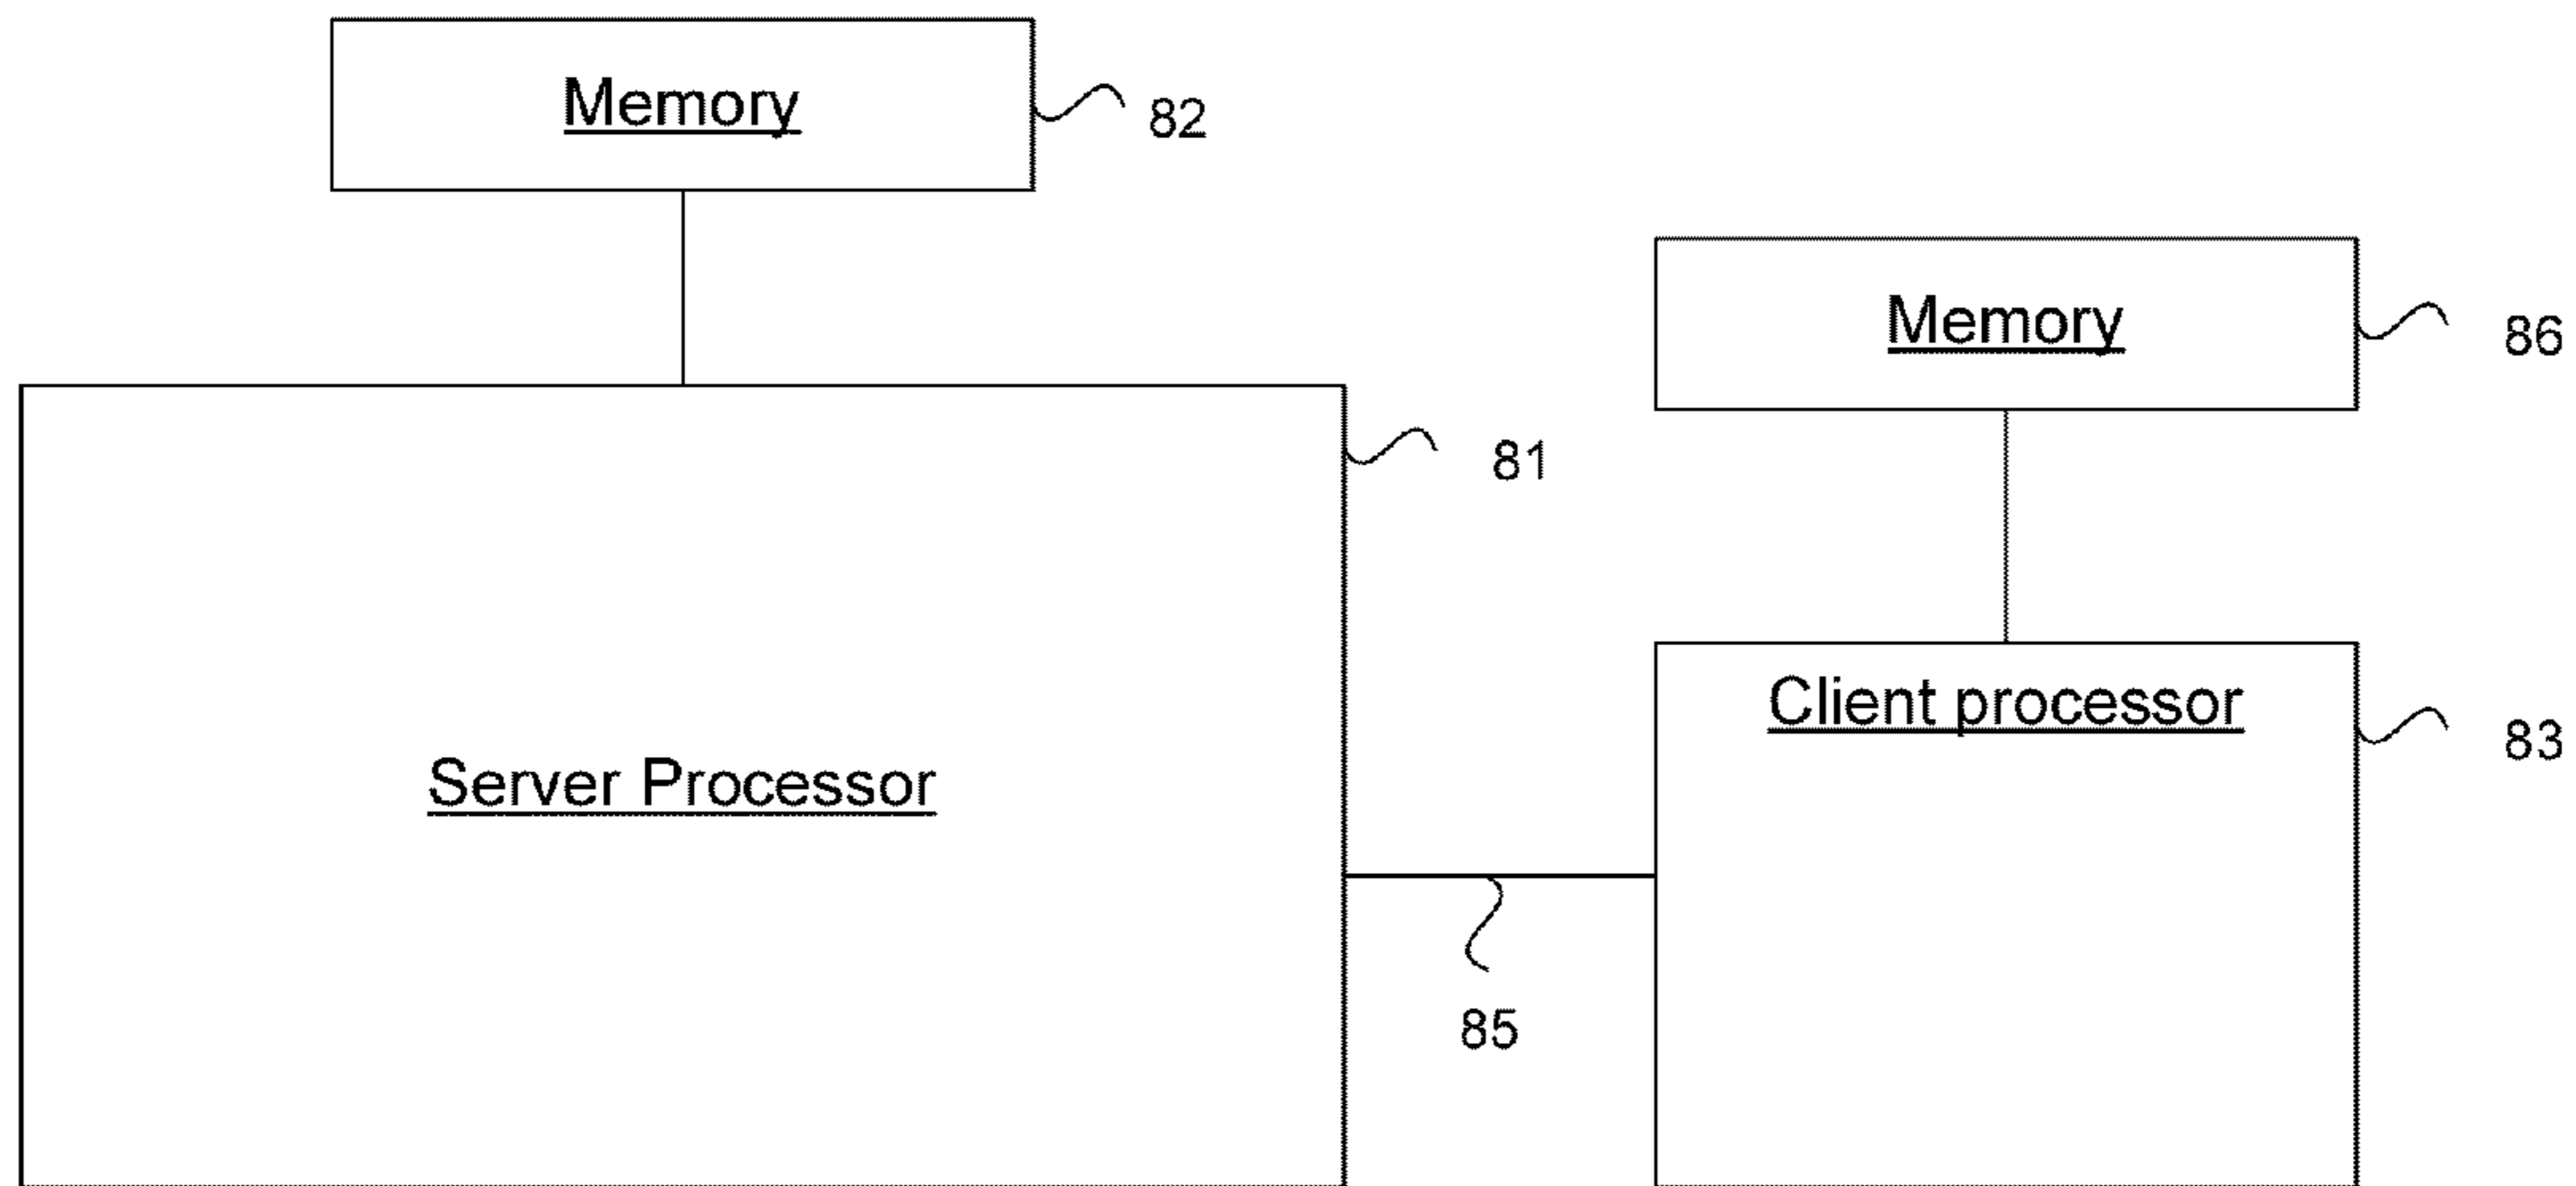 Memory
82
Memory
86
81
Client processor
83
Server Processor
85